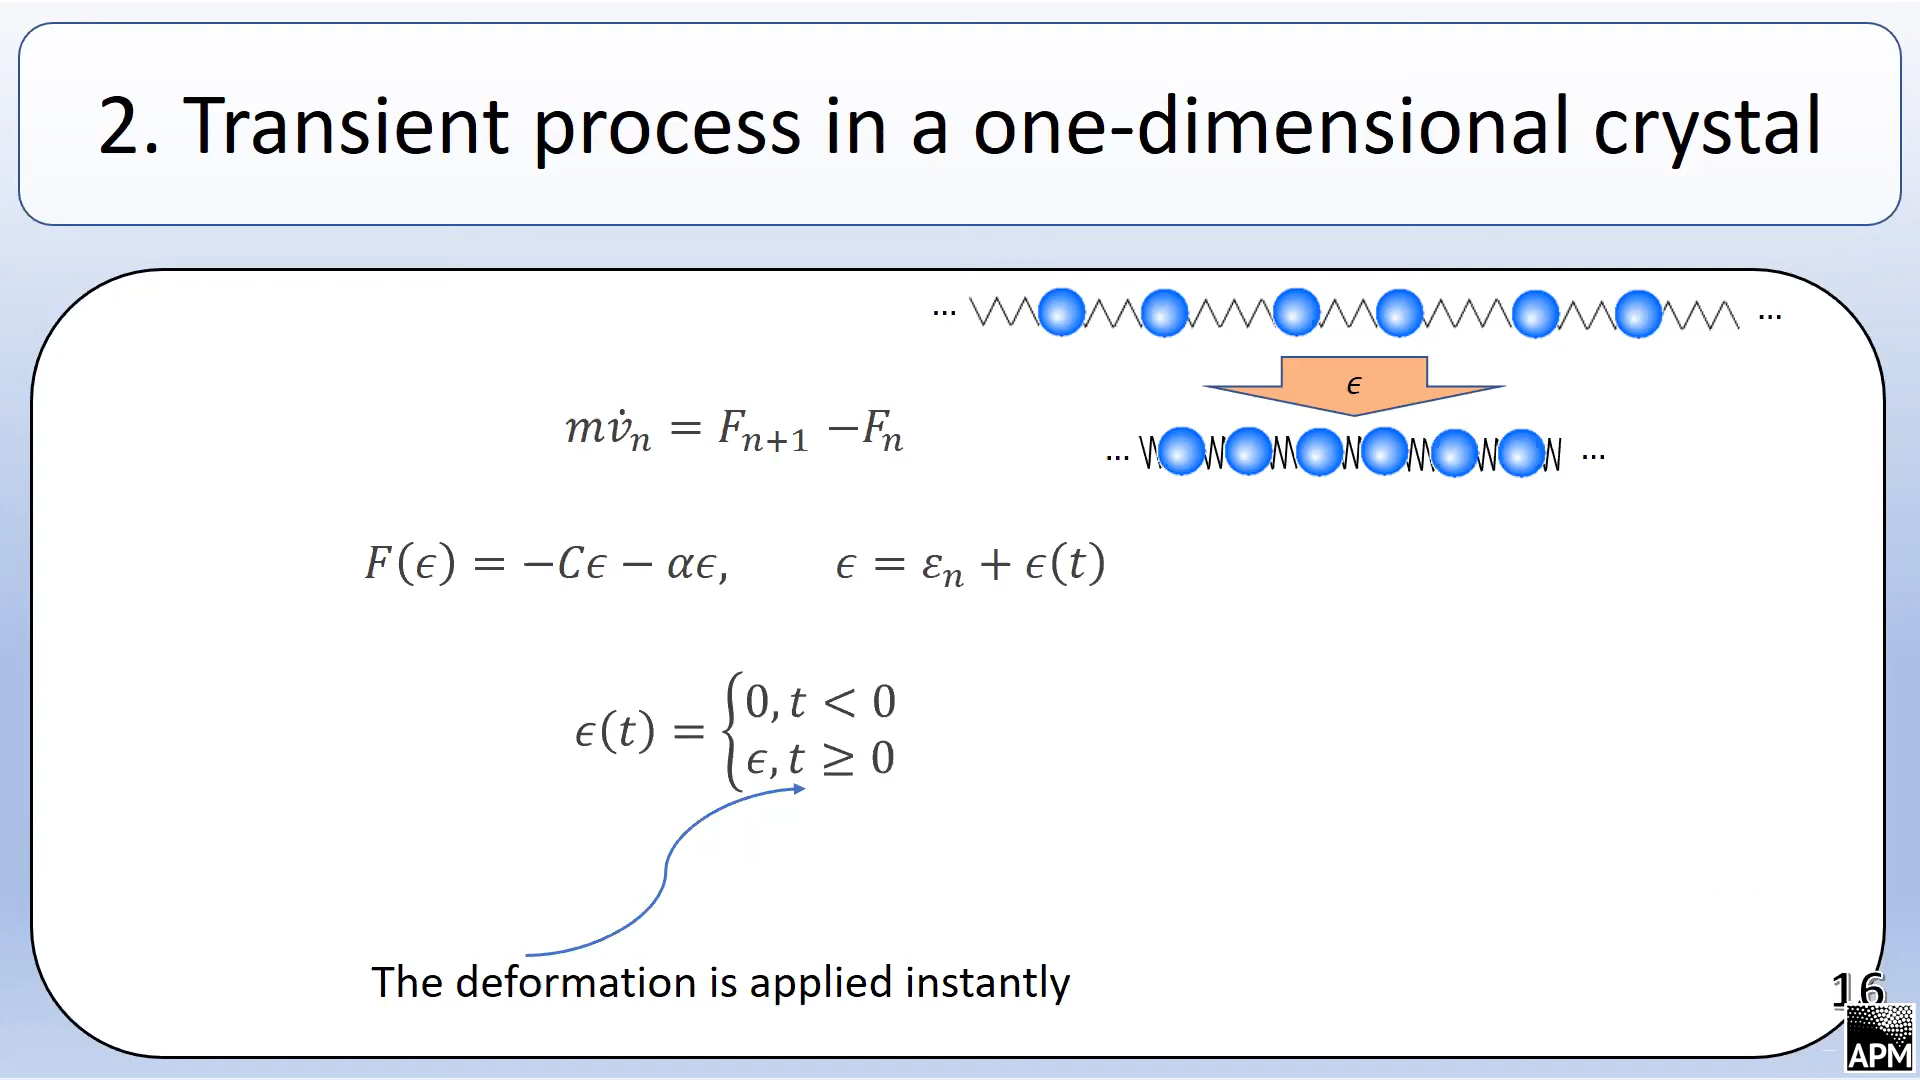 2. Transient process in a one-dimensional crystal
... ...
ϵ
mv̇ₙ = Fₙ₊₁ −Fₙ
... ...
F(ϵ) = −Cϵ − αϵ, ϵ = εₙ + ϵ(t)
ϵ(t) = {0, t < 0
ϵ, t ≥ 0
The deformation is applied instantly
16
APM